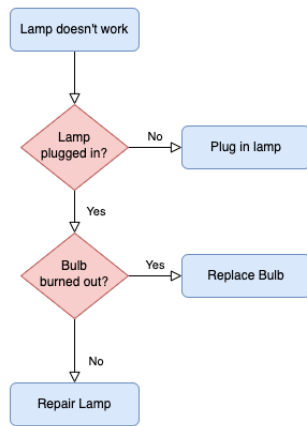 Lamp doesn't work
Lamp
plugged in?
No
Plug in lamp
Yes
Bulb
burned out?
Yes
Replace Bulb
No
Repair Lamp